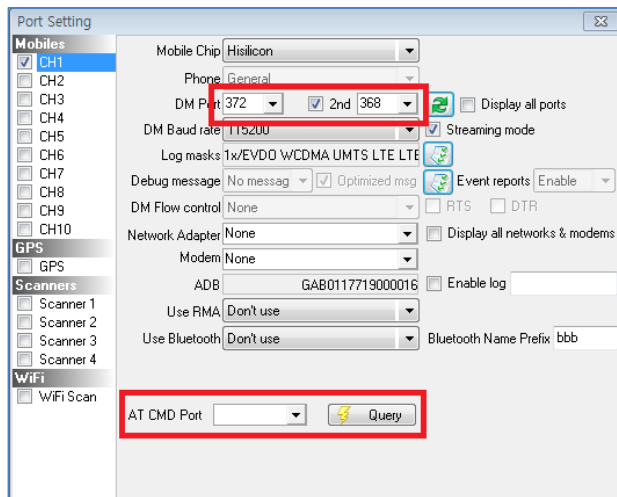 Port Setting
Mobiles
CH1
CH2
CH3
CH4
CH5
CH6
CH7
CH8
CH9
CH10
GPS
GPS
Scanners
Scanner 1
Scanner 2
Scanner 3
Scanner 4
WiFi
WiFi Scan
Mobile Chip Hisilicon
Phone General
DM Port 372 2nd 368 Display all ports
DM Baud rate 115200 Streaming mode
Log masks 1x/EVDO WCDMA UMTS LTE LTE
Debug message No messag Optimized msg Event reports Enable
DM Flow control None RTS DTR
Network Adapter None Display all networks & modems
Modem None
ADB GAB0117719000016 Enable log
Use RMA Don't use
Use Bluetooth Don't use Bluetooth Name Prefix bbb
AT CMD Port Query